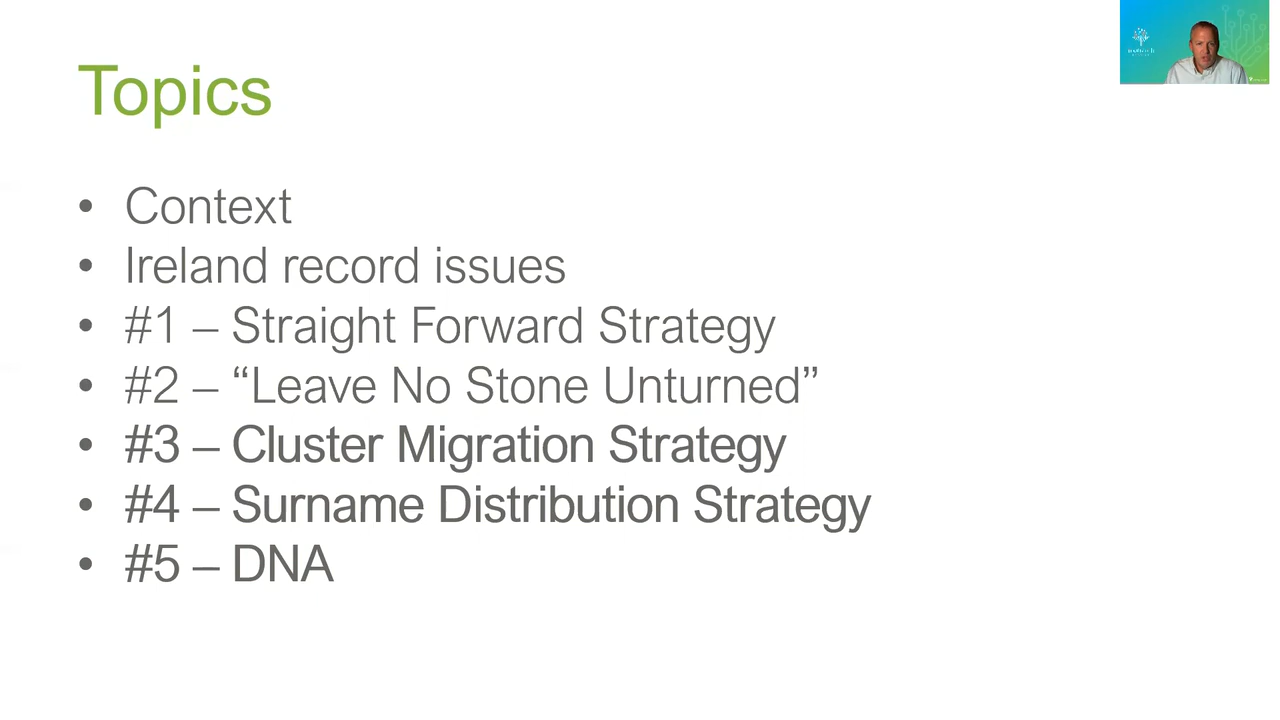 Topics
• Context
• Ireland record issues
• #1 – Straight Forward Strategy
• #2 – “Leave No Stone Unturned”
• #3 – Cluster Migration Strategy
• #4 – Surname Distribution Strategy
• #5 – DNA